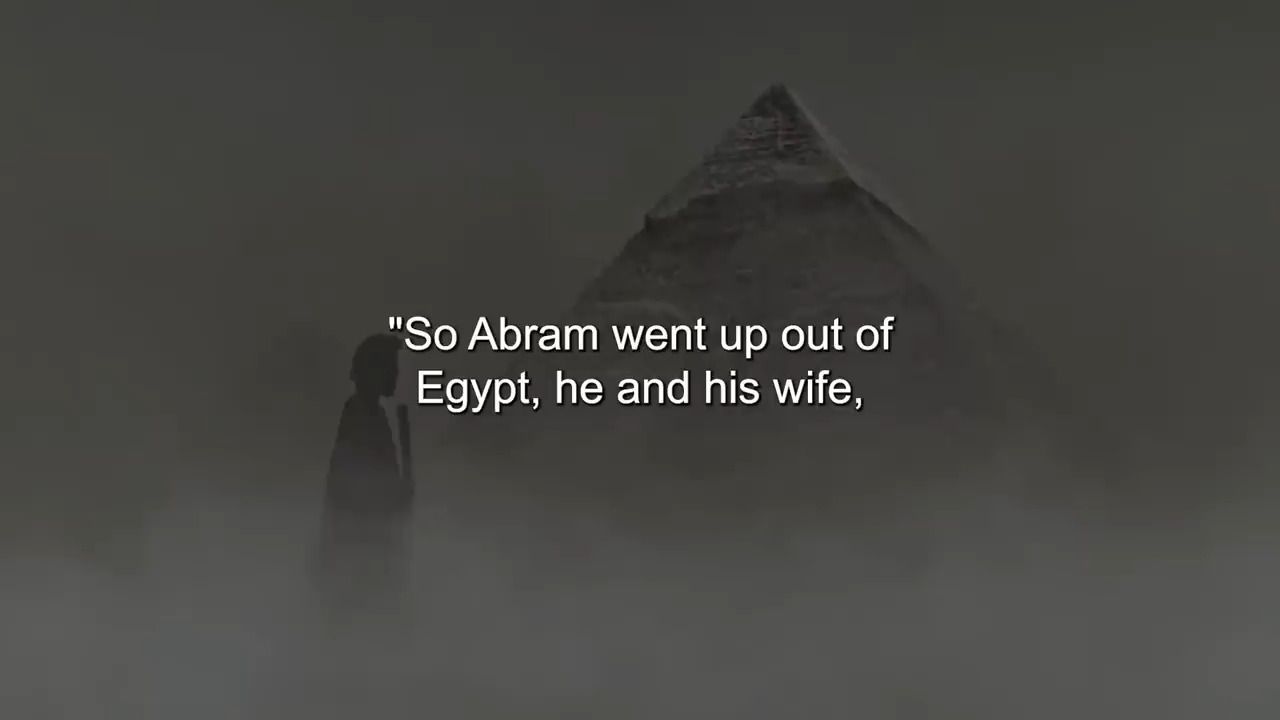 "So Abram went up out of
Egypt, he and his wife,